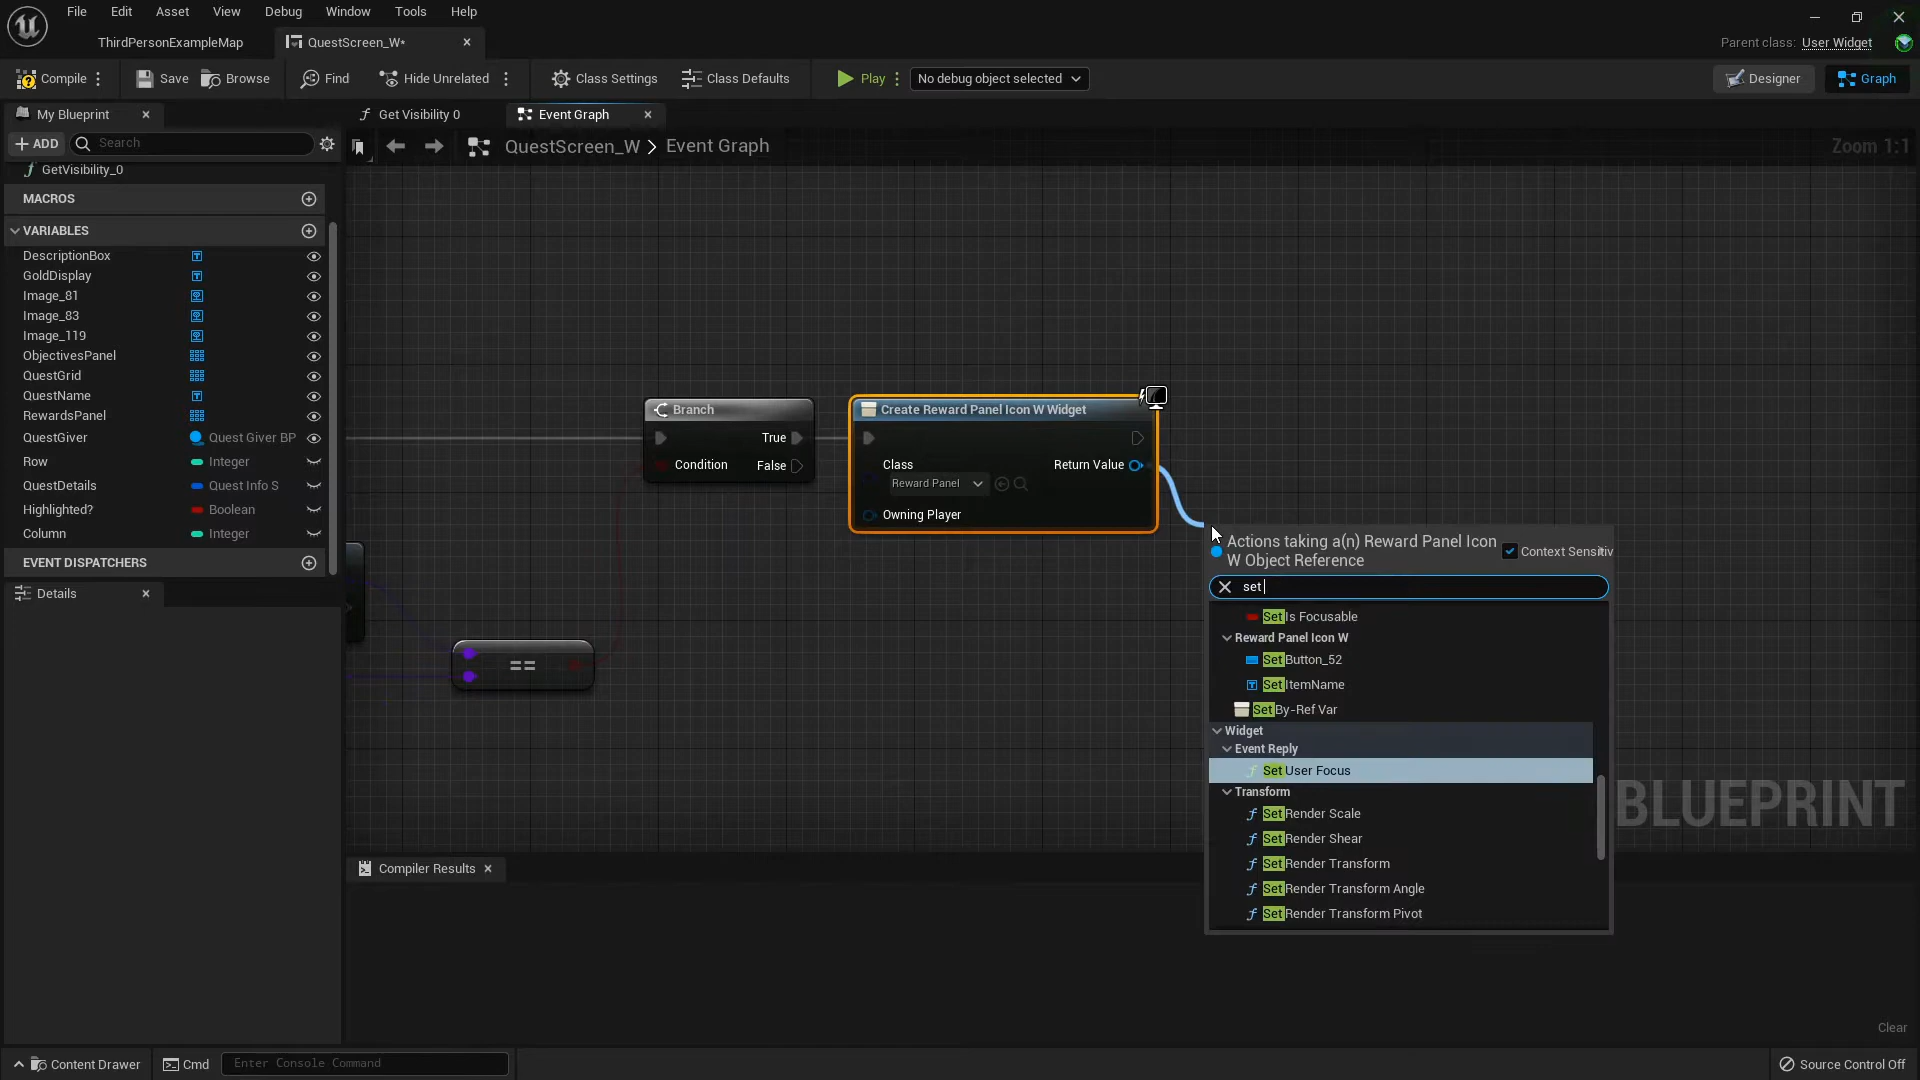 File Edit Asset View Debug Window Tools Help
ThirdPersonExampleMap QuestScreen_W* Parent class: User Widget
Compile Save Browse Find Hide Unrelated Class Settings Class Defaults Play No debug object selected Designer Graph
My Blueprint Get Visibility 0 Event Graph
ADD Search QuestScreen_W > Event Graph Zoom 1:1
GetVisibility_0
MACROS
VARIABLES
DescriptionBox
GoldDisplay
Image_81
Image_83
Image_119
ObjectivesPanel
QuestGrid
QuestName
RewardsPanel
QuestGiver Quest Giver BP
Row Integer
QuestDetails Quest Info S
Highlighted? Boolean
Column Integer
EVENT DISPATCHERS
Details
Branch
True
Condition False
Create Reward Panel Icon W Widget
Class Return Value
Reward Panel
Owning Player
==
Actions taking a(n) Reward Panel Icon
W Object Reference
Context Sensitiv
set
Set Is Focusable
Reward Panel Icon W
Set Button_52
Set ItemName
Set By-Ref Var
Widget
Event Reply
Set User Focus
Transform
Set Render Scale
Set Render Shear
Set Render Transform
Set Render Transform Angle
Set Render Transform Pivot
BLUEPRINT
Compiler Results
Clear
Content Drawer Cmd Enter Console Command Source Control Off